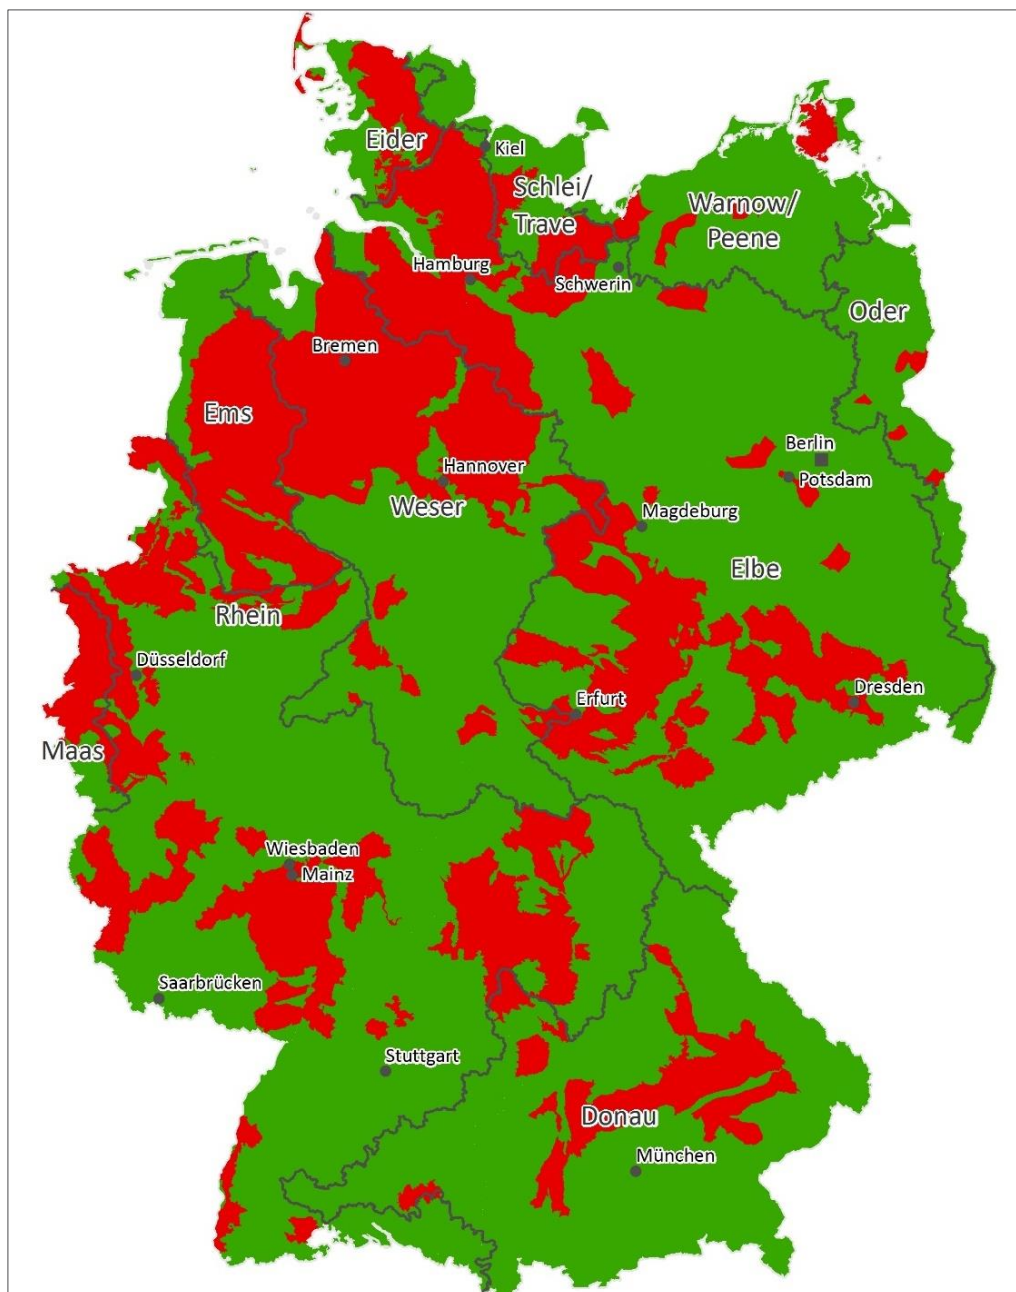 Eider
Kiel
Schlei/
Trave
Warnow/
Peene
Hamburg
Schwerin
Oder
Bremen
Ems
Berlin
Hannover
Potsdam
Weser
Magdeburg
Elbe
Rhein
Düsseldorf
Erfurt
Dresden
Maas
Wiesbaden
Mainz
Saarbrücken
Stuttgart
Donau
München